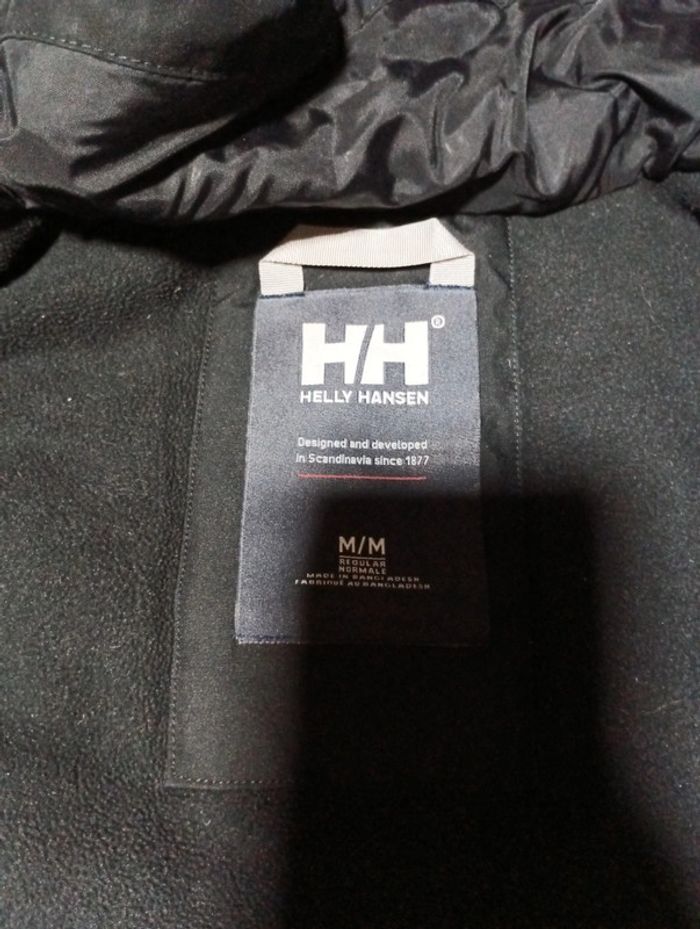 H/H®
HELLY HANSEN
Designed and developed
in Scandinavia since 1877
M/M
REGULAR
NORMALE
MADE IN BANGLADESH
FABRIQUÉ AU BANGLADESH